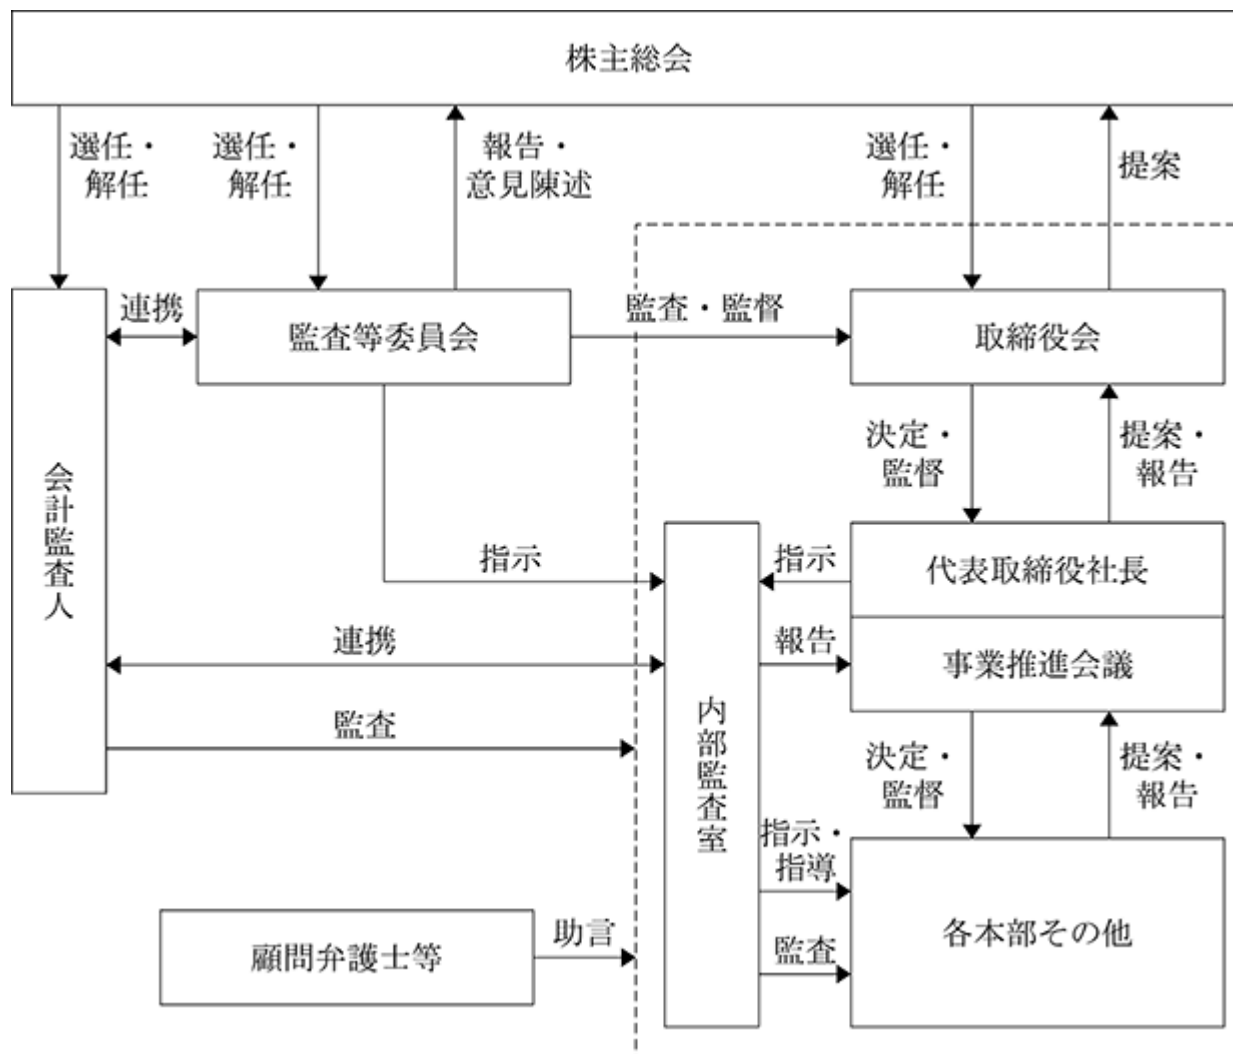 株主総会
選任・
解任
選任・
解任
報告・
意見陳述
選任・
解任
提案
連携
監査等委員会
監査・監督
取締役会
決定・
監督
提案・
報告
会計監査人
指示
指示
代表取締役社長
連携
報告
事業推進会議
監査
内部監査室
決定・
監督
提案・
報告
指示・
指導
監査
各本部その他
顧問弁護士等
助言